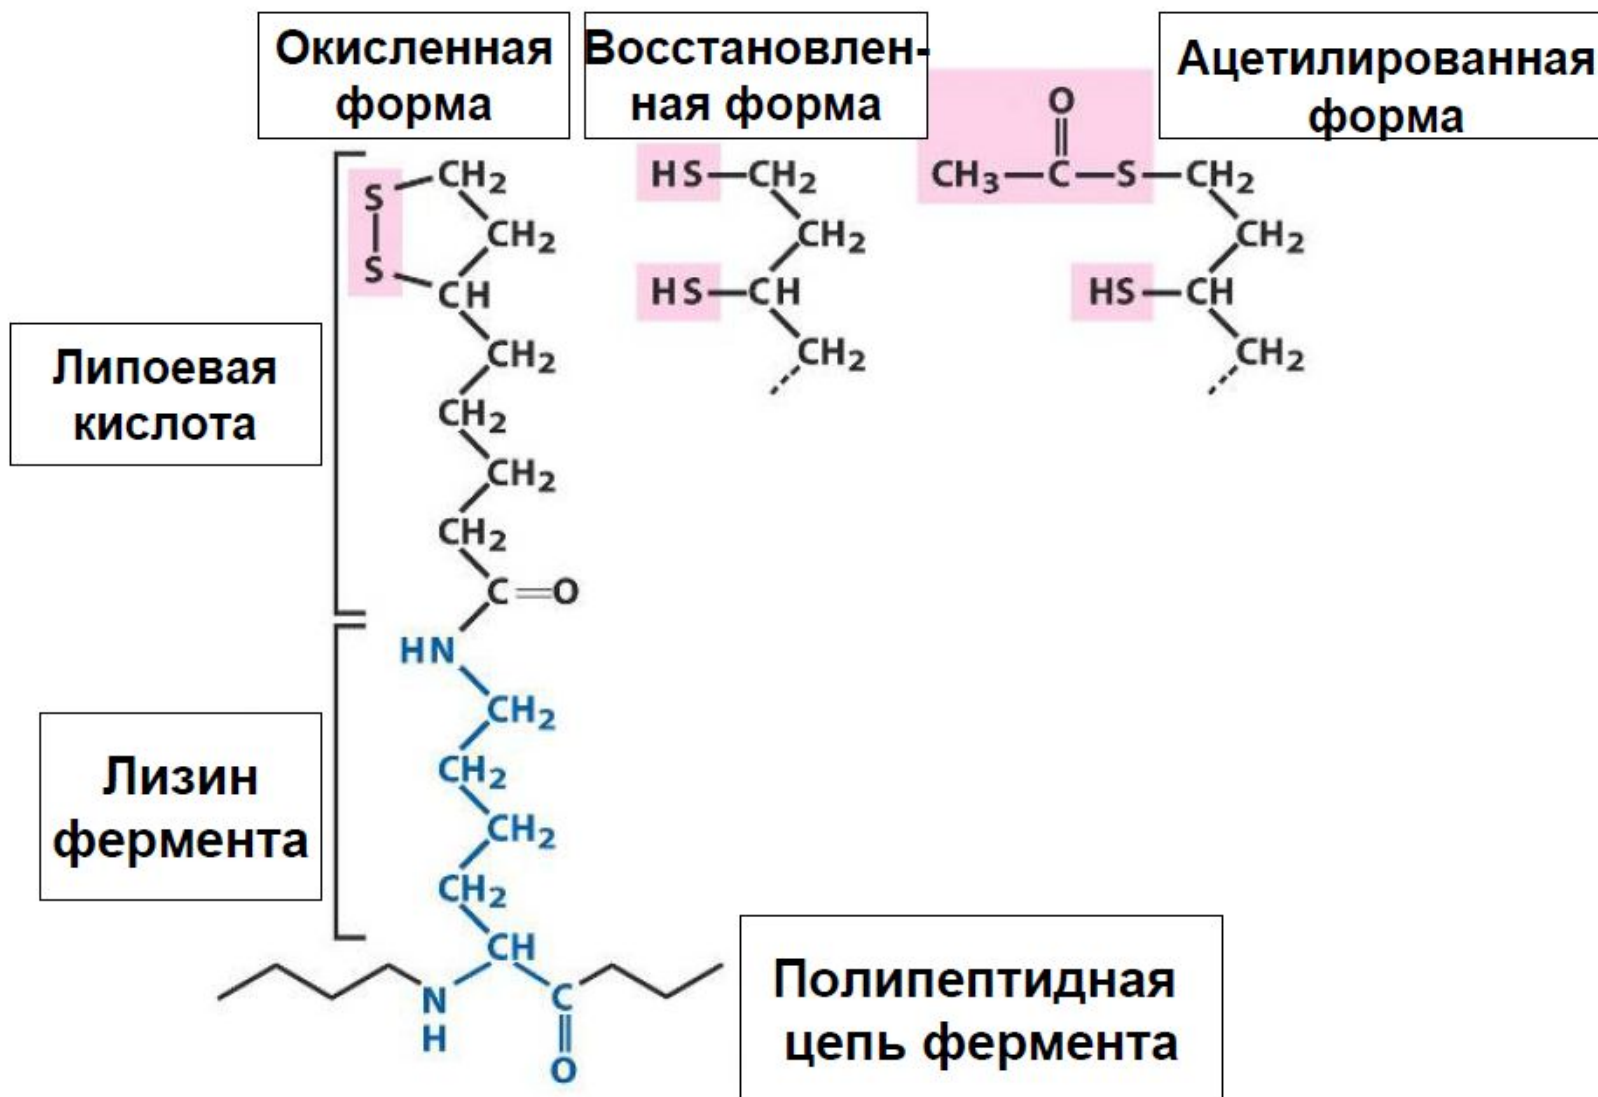 Окисленная
форма
Восстановлен-
ная форма
Ацетилированная
форма
O
CH₃—C—S—CH₂
CH₂
HS—CH
CH₂
HS—CH₂
CH₂
HS—CH
CH₂
S
S
CH₂
CH₂
CH
CH₂
CH₂
CH₂
CH₂
C=O
Липоевая
кислота
HN
CH₂
CH₂
CH₂
CH₂
CH
N
H
C
O
Лизин
фермента
Полипептидная
цепь фермента